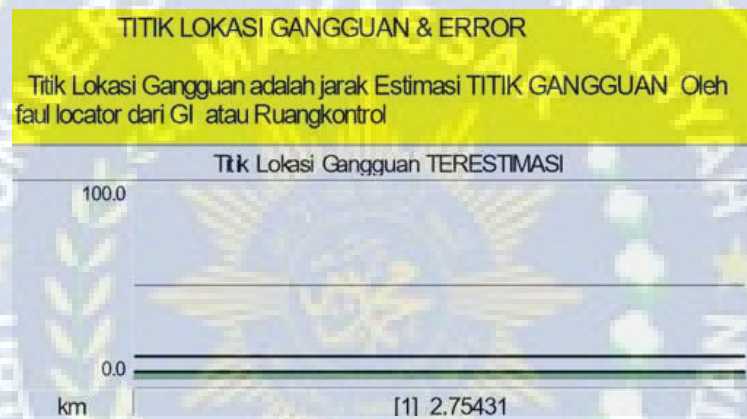 TITIK LOKASI GANGGUAN & ERROR
Titik Lokasi Gangguan adalah jarak Estimasi TITIK GANGGUAN Oleh
faul locator dari GI atau Ruangkontrol
Titik Lokasi Gangguan TERESTIMASI
100.0
0.0
km [1] 2.75431